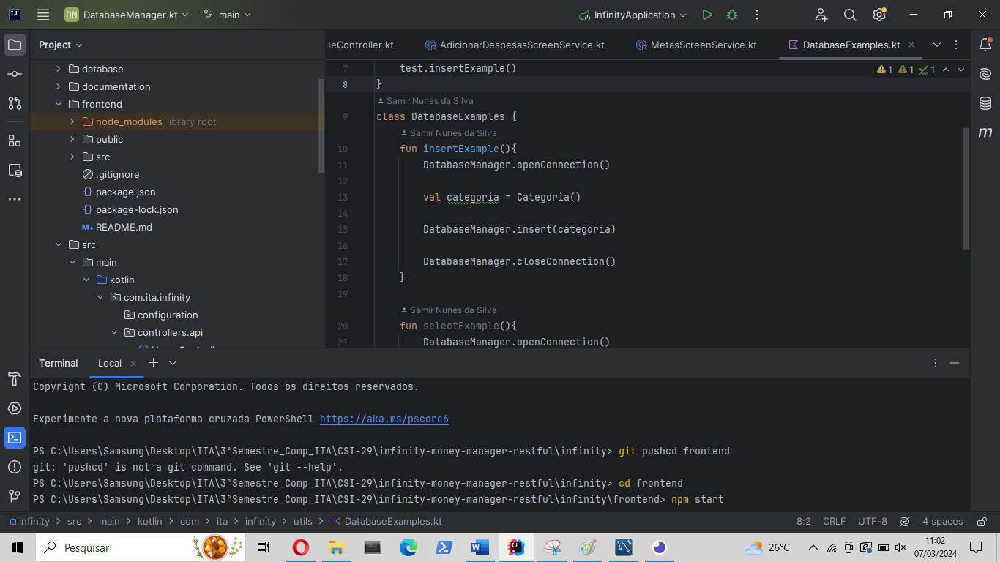 DM DatabaseManager.kt main InfinityApplication
Project
neController.kt AdicionarDespesasScreenService.kt MetasScreenService.kt DatabaseExamples.kt
database
documentation
frontend
node_modules library root
public
src
.gitignore
package.json
package-lock.json
M↓ README.md
src
main
kotlin
com.ita.infinity
configuration
controllers.api
1 1 1
7 test.insertExample()
8 }
Samir Nunes da Silva
9 class DatabaseExamples {
Samir Nunes da Silva
10 fun insertExample(){
11 DatabaseManager.openConnection()
12
13 val categoria = Categoria()
14
15 DatabaseManager.insert(categoria)
16
17 DatabaseManager.closeConnection()
18 }
19
Samir Nunes da Silva
20 fun selectExample(){
21 DatabaseManager.openConnection()
m
Terminal Local
Copyright (C) Microsoft Corporation. Todos os direitos reservados.
Experimente a nova plataforma cruzada PowerShell https://aka.ms/pscore6
PS C:\Users\Samsung\Desktop\ITA\3°Semestre_Comp_ITA\CSI-29\infinity-money-manager-restful\infinity> git pushcd frontend
git: 'pushcd' is not a git command. See 'git --help'.
PS C:\Users\Samsung\Desktop\ITA\3°Semestre_Comp_ITA\CSI-29\infinity-money-manager-restful\infinity> cd frontend
PS C:\Users\Samsung\Desktop\ITA\3°Semestre_Comp_ITA\CSI-29\infinity-money-manager-restful\infinity\frontend> npm start
infinity > src > main > kotlin > com > ita > infinity > utils > DatabaseExamples.kt 8:2 CRLF UTF-8 4 spaces
Pesquisar 26°C 11:02
07/03/2024